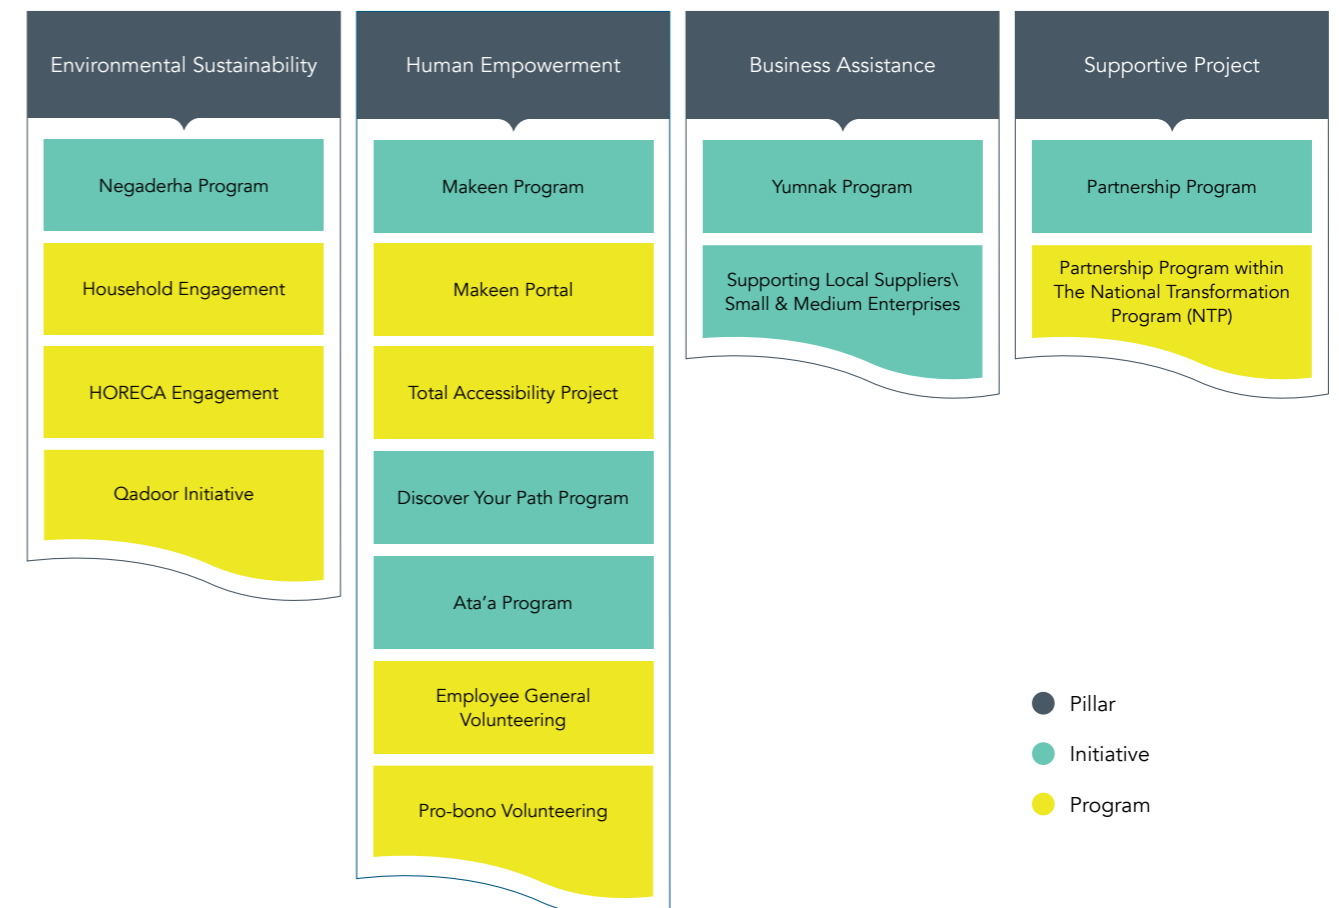 Environmental Sustainability
Negaderha Program
Household Engagement
HORECA Engagement
Qadoor Initiative
Human Empowerment
Makeen Program
Makeen Portal
Total Accessibility Project
Discover Your Path Program
Ata’a Program
Employee General
Volunteering
Pro-bono Volunteering
Business Assistance
Yumnak Program
Supporting Local Suppliers\
Small & Medium Enterprises
Supportive Project
Partnership Program
Partnership Program within
The National Transformation
Program (NTP)
Pillar
Initiative
Program